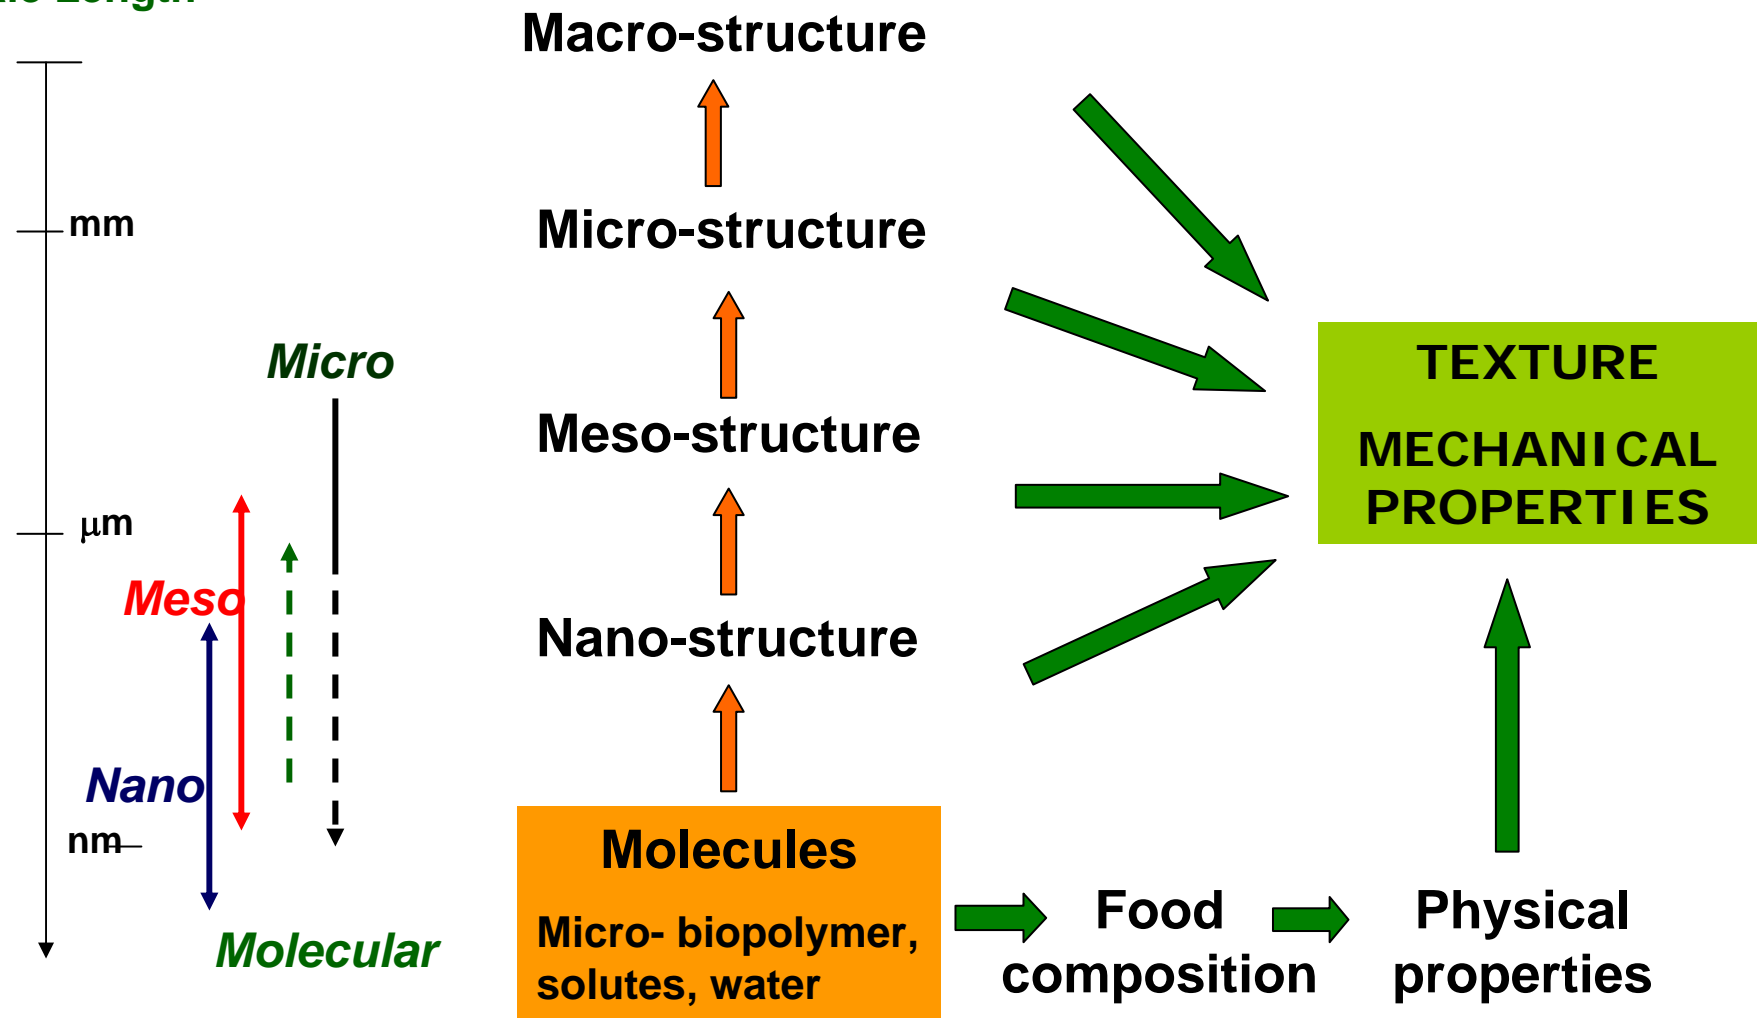 Macro-structure
mm
Micro-structure
Micro
TEXTURE
MECHANICAL
PROPERTIES
Meso-structure
μm
Meso
Nano-structure
Nano
nm
Molecules
Micro- biopolymer,
solutes, water
Molecular
Food
composition
Physical
properties